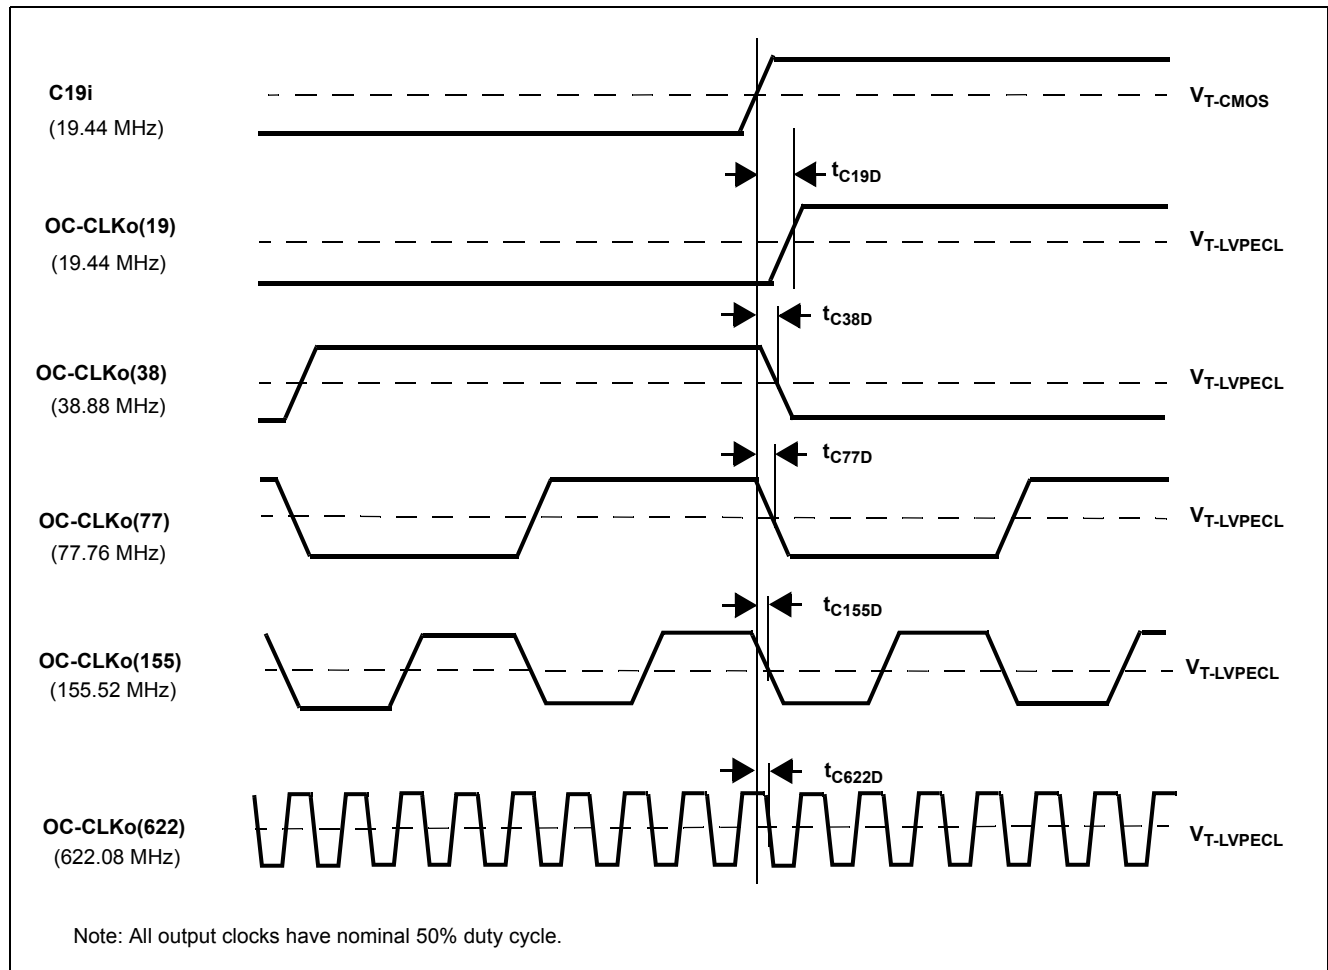 C19i
(19.44 MHz)
VT-CMOS
tC19D
OC-CLKo(19)
(19.44 MHz)
VT-LVPECL
tC38D
OC-CLKo(38)
(38.88 MHz)
VT-LVPECL
tC77D
OC-CLKo(77)
(77.76 MHz)
VT-LVPECL
tC155D
OC-CLKo(155)
(155.52 MHz)
VT-LVPECL
tC622D
OC-CLKo(622)
(622.08 MHz)
VT-LVPECL
Note: All output clocks have nominal 50% duty cycle.